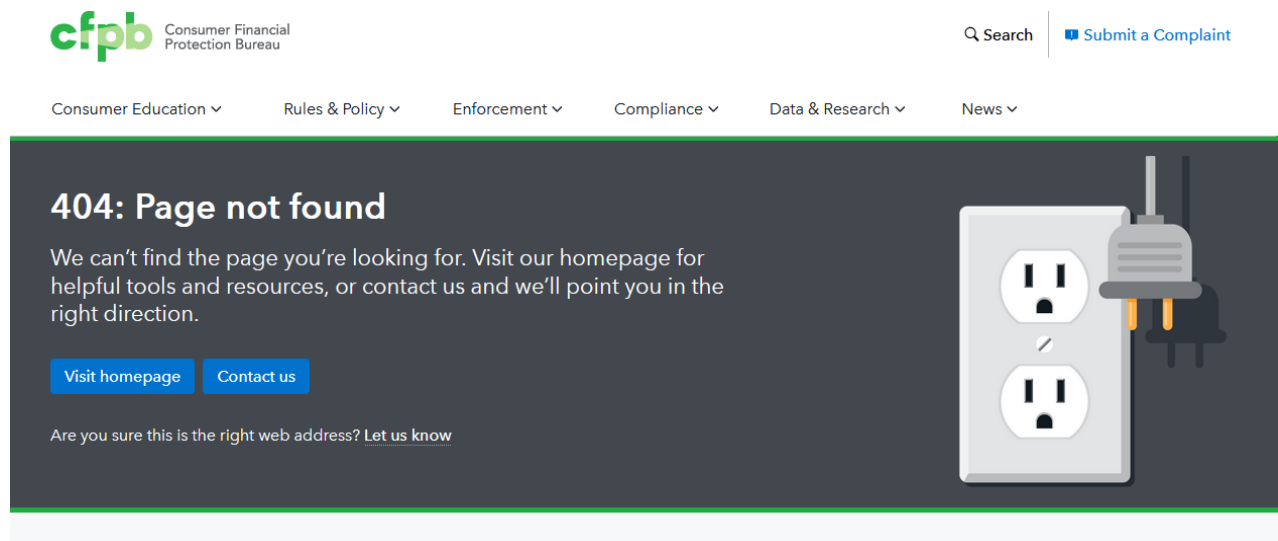 cfpb Consumer Financial
Protection Bureau
Search
Submit a Complaint
Consumer Education
Rules & Policy
Enforcement
Compliance
Data & Research
News
404: Page not found
We can’t find the page you’re looking for. Visit our homepage for
helpful tools and resources, or contact us and we’ll point you in the
right direction.
Visit homepage
Contact us
Are you sure this is the right web address? Let us know